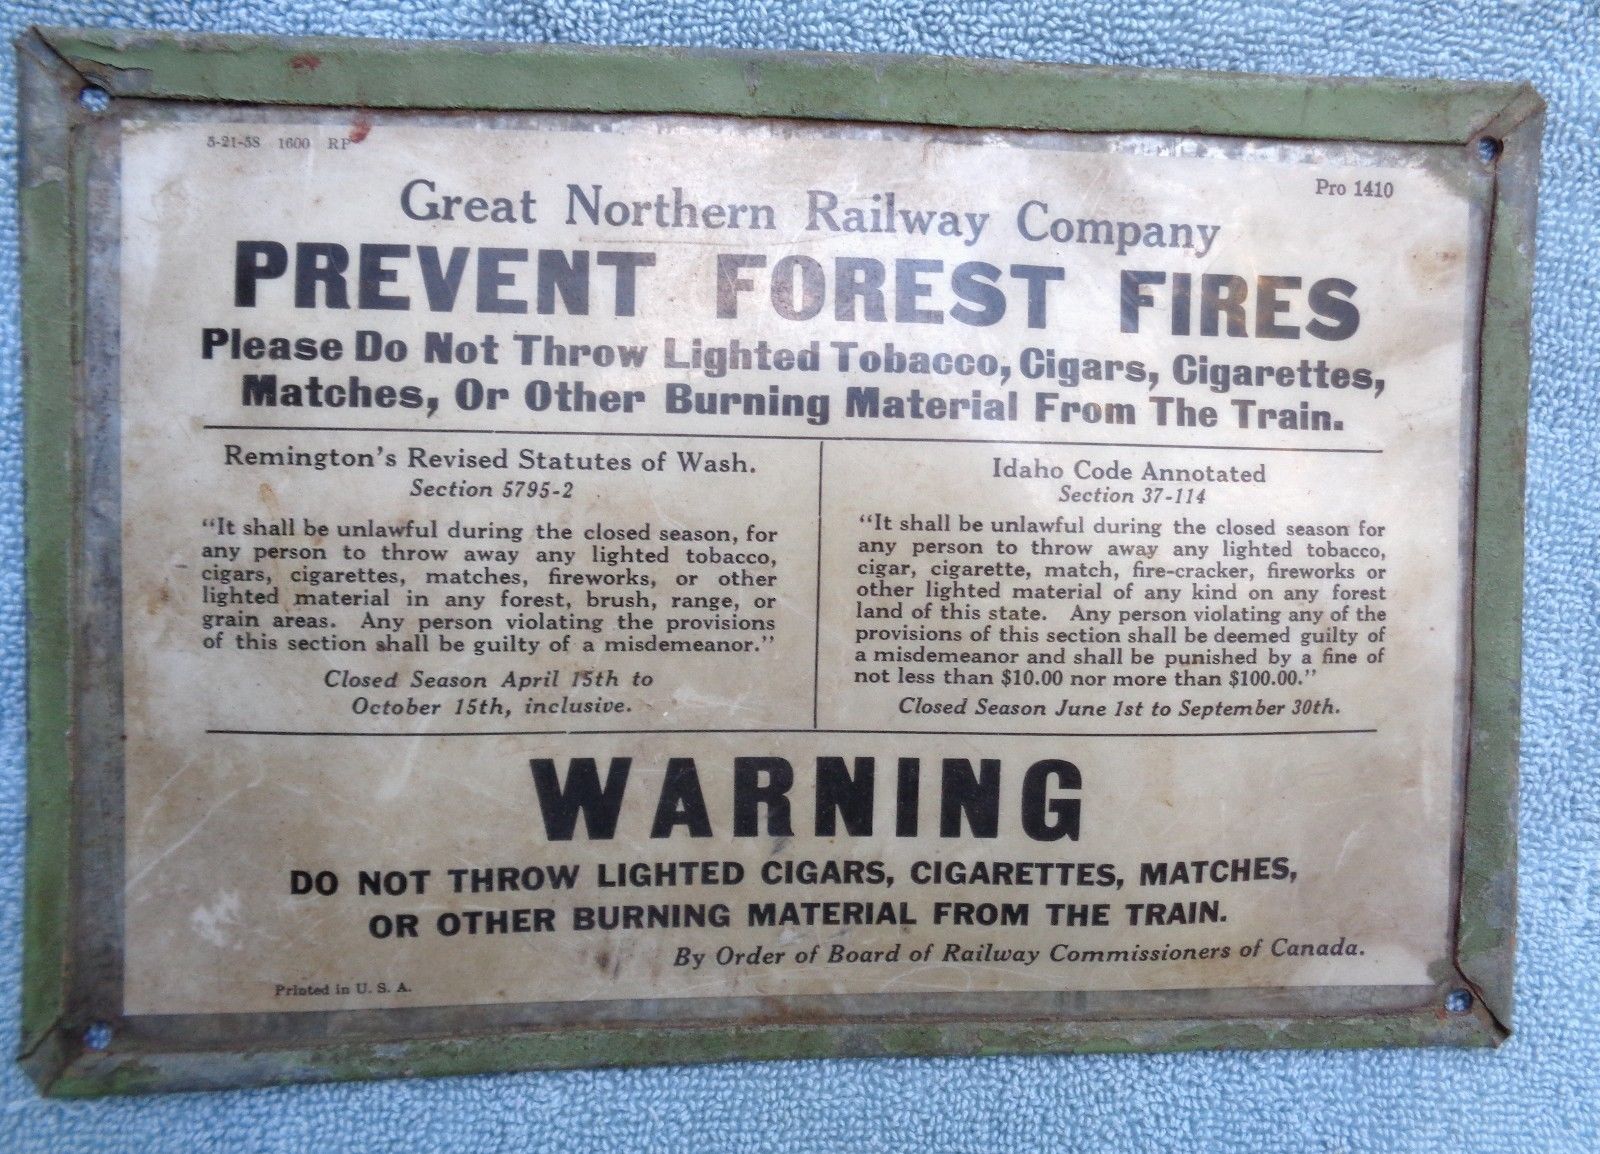 5-21-58 1600 RP
Pro 1410
Great Northern Railway Company
PREVENT FOREST FIRES
Please Do Not Throw Lighted Tobacco, Cigars, Cigarettes,
Matches, Or Other Burning Material From The Train.
Remington's Revised Statutes of Wash.
Section 5795-2
"It shall be unlawful during the closed season, for
any person to throw away any lighted tobacco,
cigars, cigarettes, matches, fireworks, or other
lighted material in any forest, brush, range, or
grain areas. Any person violating the provisions
of this section shall be guilty of a misdemeanor."
Closed Season April 15th to
October 15th, inclusive.
Idaho Code Annotated
Section 37-114
"It shall be unlawful during the closed season for
any person to throw away any lighted tobacco,
cigar, cigarette, match, fire-cracker, fireworks or
other lighted material of any kind on any forest
land of this state. Any person violating any of the
provisions of this section shall be deemed guilty of
a misdemeanor and shall be punished by a fine of
not less than $10.00 nor more than $100.00."
Closed Season June 1st to September 30th.
WARNING
DO NOT THROW LIGHTED CIGARS, CIGARETTES, MATCHES,
OR OTHER BURNING MATERIAL FROM THE TRAIN.
By Order of Board of Railway Commissioners of Canada.
Printed in U. S. A.